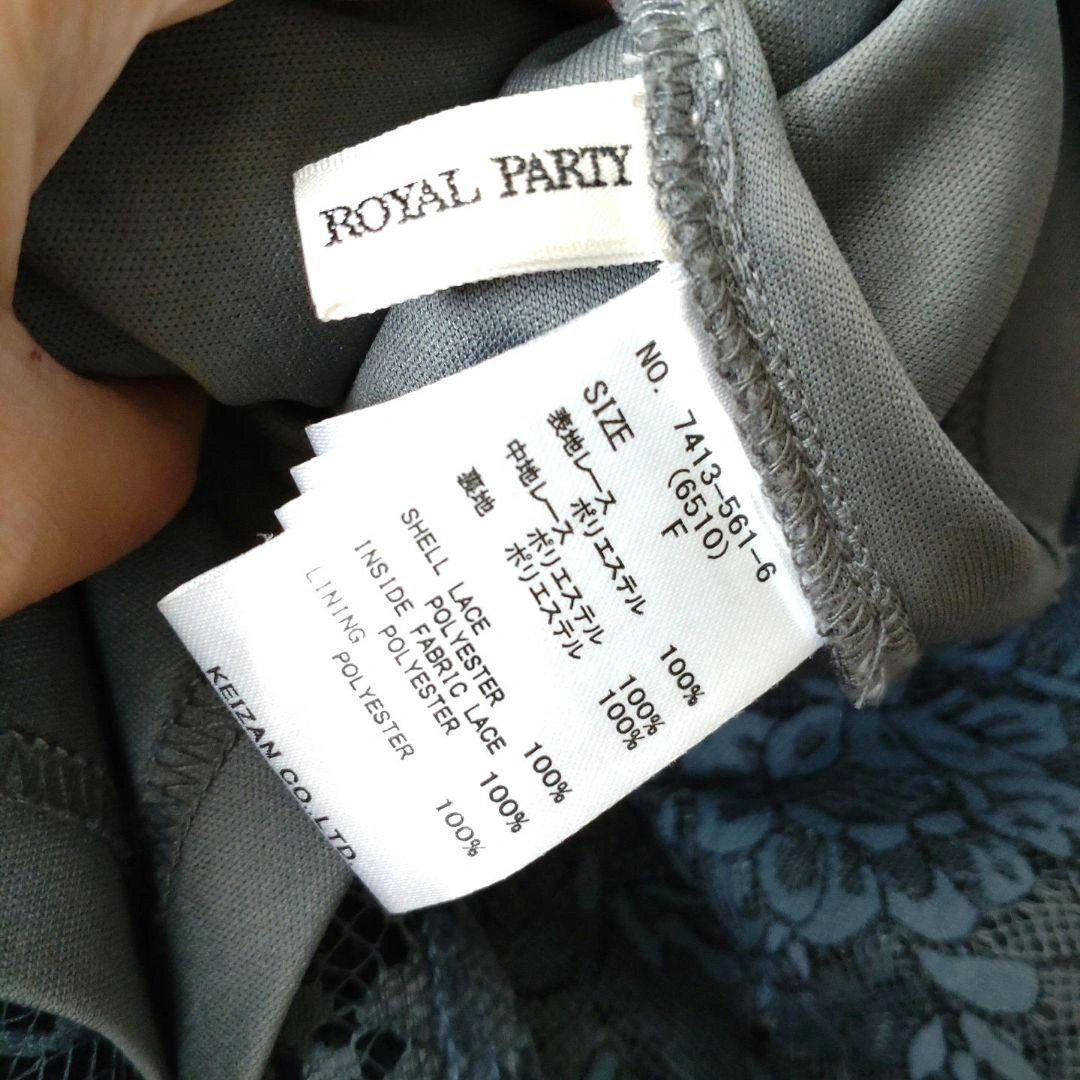 ROYAL PARTY
NO. 7413-561-6
(6510)
SIZE F
表地レース ポリエステル 100%
中地レース ポリエステル 100%
裏地 ポリエステル 100%
SHELL LACE
POLYESTER 100%
INSIDE FABRIC LACE
POLYESTER 100%
LINING
POLYESTER 100%
KEIZAN CO.,LTD